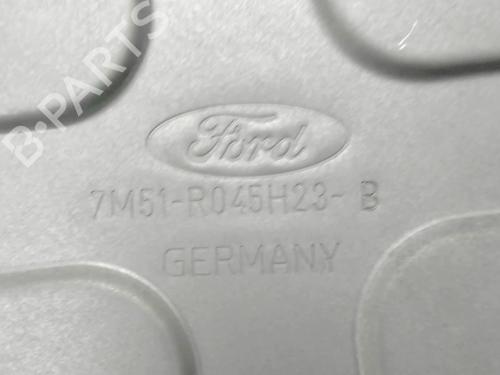 B-PARTS
Ford
7M51-R045H23- B
GERMANY